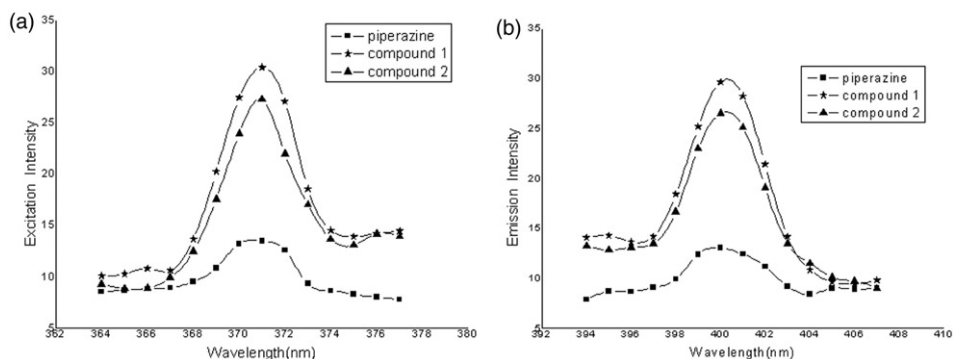 (a)
35
30
25
20
15
10
5
Excitation Intensity
piperazine
compound 1
compound 2
352 364 366 368 370 372 374 376 378 380
Wavelength(nm)
(b)
35
30
25
20
15
10
5
Emission Intensity
piperazine
compound 1
compound 2
392 394 396 398 400 402 404 406 408 410
Wavelength(nm)